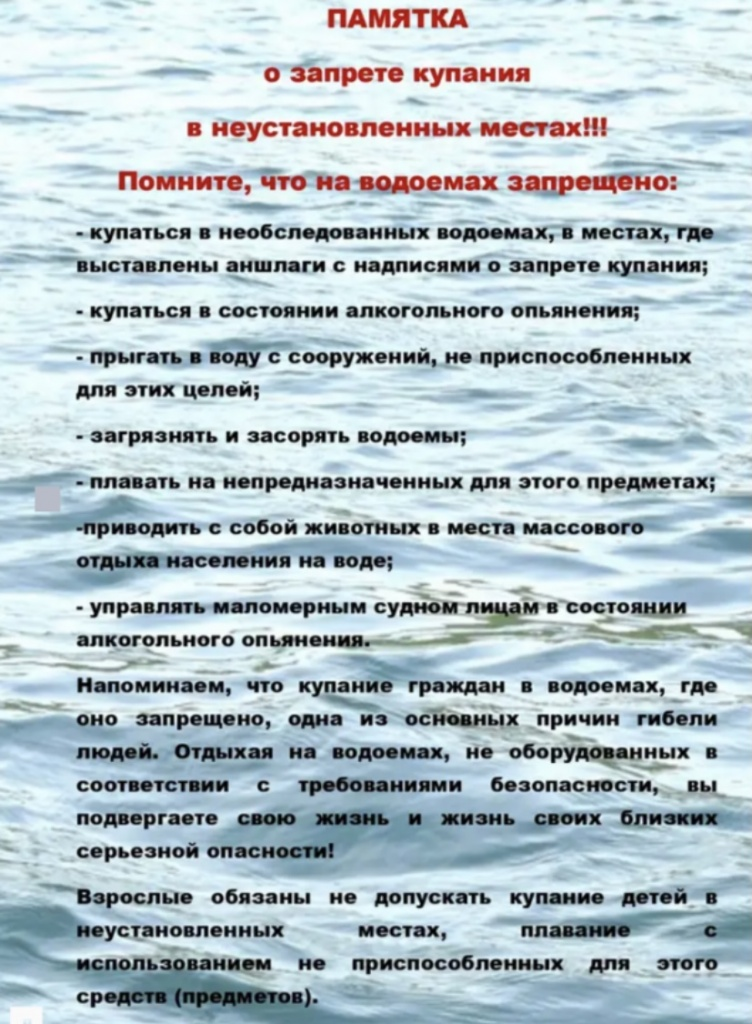 ПАМЯТКА
о запрете купания
в неустановленных местах!!!
Помните, что на водоемах запрещено:
- купаться в необследованных водоемах, в местах, где
выставлены аншлаги с надписями о запрете купания;
- купаться в состоянии алкогольного опьянения;
- прыгать в воду с сооружений, не приспособленных
для этих целей;
- загрязнять и засорять водоемы;
- плавать на непредназначенных для этого предметах;
-приводить с собой животных в места массового
отдыха населения на воде;
- управлять маломерным судном лицам в состоянии
алкогольного опьянения.
Напоминаем, что купание граждан в водоемах, где
оно запрещено, одна из основных причин гибели
людей. Отдыхая на водоемах, не оборудованных в
соответствии с требованиями безопасности, вы
подвергаете свою жизнь и жизнь своих близких
серьезной опасности!
Взрослые обязаны не допускать купание детей в
неустановленных местах, плавание с
использованием не приспособленных для этого
средств (предметов).